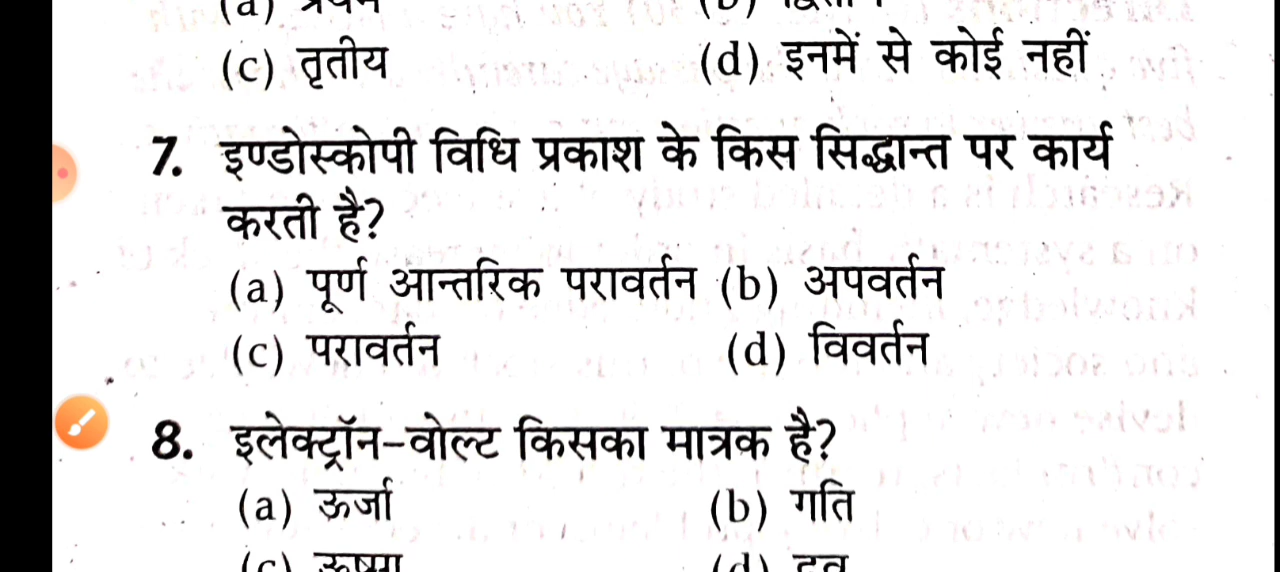 (c) तृतीय (d) इनमें से कोई नहीं
7. इण्डोस्कोपी विधि प्रकाश के किस सिद्धान्त पर कार्य
करती है?
(a) पूर्ण आन्तरिक परावर्तन (b) अपवर्तन
(c) परावर्तन (d) विवर्तन
8. इलेक्ट्रॉन-वोल्ट किसका मात्रक है?
(a) ऊर्जा (b) गति